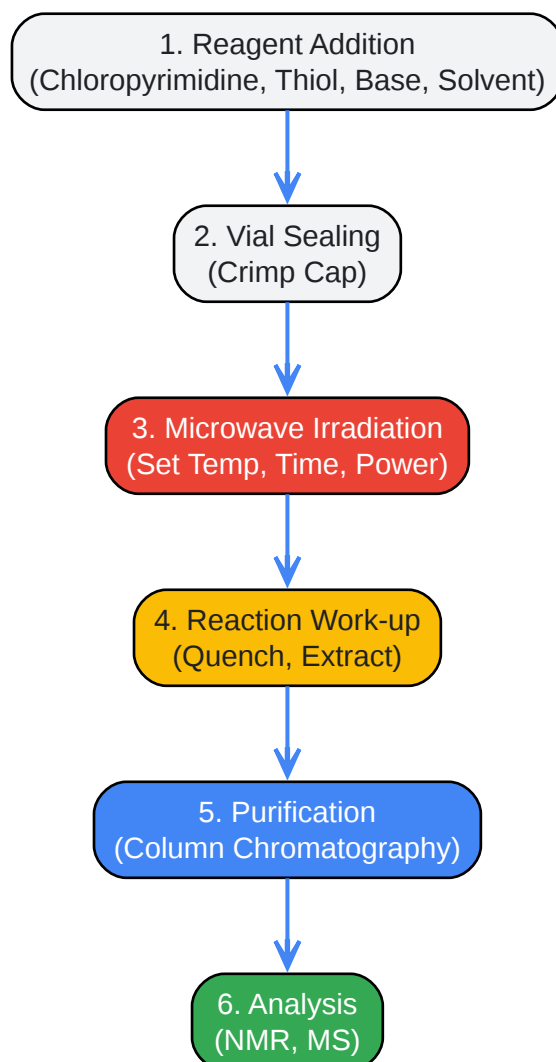 1. Reagent Addition
(Chloropyrimidine, Thiol, Base, Solvent)
2. Vial Sealing
(Crimp Cap)
3. Microwave Irradiation
(Set Temp, Time, Power)
4. Reaction Work-up
(Quench, Extract)
5. Purification
(Column Chromatography)
6. Analysis
(NMR, MS)